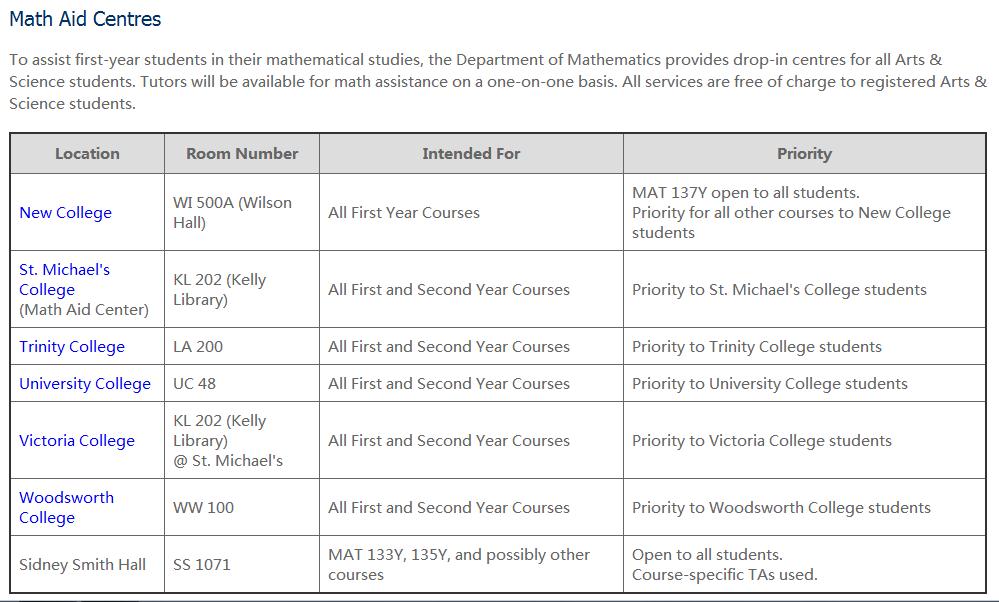 Math Aid Centres
To assist first-year students in their mathematical studies, the Department of Mathematics provides drop-in centres for all Arts &
Science students. Tutors will be available for math assistance on a one-on-one basis. All services are free of charge to registered Arts &
Science students.
Location Room Number Intended For Priority
New College
WI 500A (Wilson
Hall)
All First Year Courses
MAT 137Y open to all students.
Priority for all other courses to New College
students
St. Michael's
College
(Math Aid Center)
KL 202 (Kelly
Library)
All First and Second Year Courses
Priority to St. Michael's College students
Trinity College
LA 200
All First and Second Year Courses
Priority to Trinity College students
University College
UC 48
All First and Second Year Courses
Priority to University College students
Victoria College
KL 202 (Kelly
Library)
@ St. Michael's
All First and Second Year Courses
Priority to Victoria College students
Woodsworth
College
WW 100
All First and Second Year Courses
Priority to Woodsworth College students
Sidney Smith Hall
SS 1071
MAT 133Y, 135Y, and possibly other
courses
Open to all students.
Course-specific TAs used.